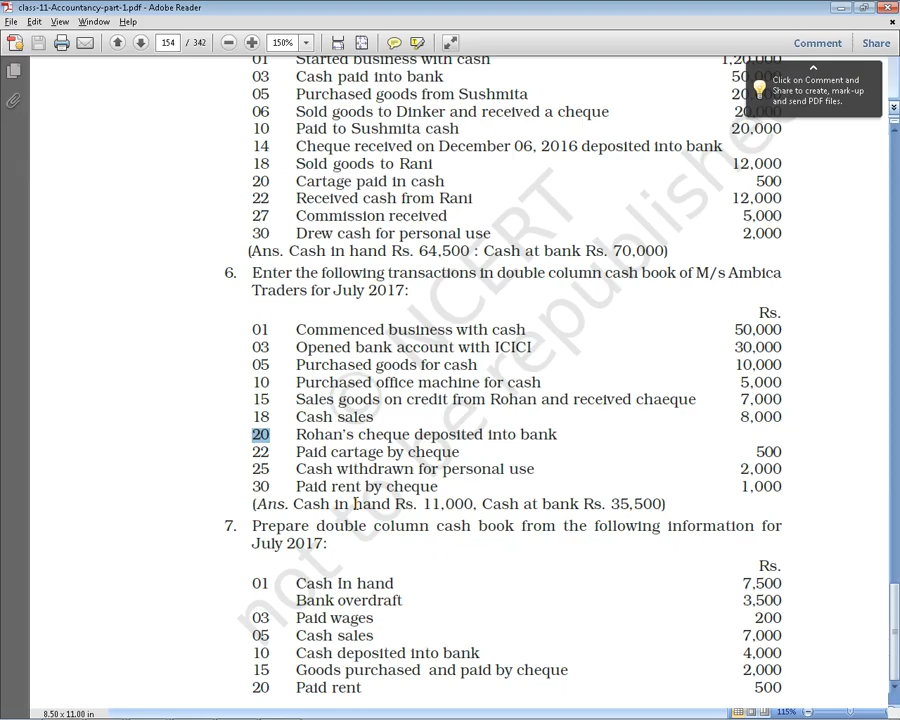 class-11-Accountancy-part-1.pdf - Adobe Reader
File Edit View Window Help
154 / 342 150% Comment Share
Click on Comment and
Share to create, mark-up
and send PDF files.
01 Started business with cash 1,20,000
03 Cash paid into bank 50,000
05 Purchased goods from Sushmita 20,000
06 Sold goods to Dinker and received a cheque 20,000
10 Paid to Sushmita cash 20,000
14 Cheque received on December 06, 2016 deposited into bank
18 Sold goods to Rani 12,000
20 Cartage paid in cash 500
22 Received cash from Rani 12,000
27 Commission received 5,000
30 Drew cash for personal use 2,000
(Ans. Cash in hand Rs. 64,500 : Cash at bank Rs. 70,000)
6. Enter the following transactions in double column cash book of M/s Ambica
Traders for July 2017:
Rs.
01 Commenced business with cash 50,000
03 Opened bank account with ICICI 30,000
05 Purchased goods for cash 10,000
10 Purchased office machine for cash 5,000
15 Sales goods on credit from Rohan and received chaeque 7,000
18 Cash sales 8,000
20 Rohan's cheque deposited into bank
22 Paid cartage by cheque 500
25 Cash withdrawn for personal use 2,000
30 Paid rent by cheque 1,000
(Ans. Cash in hand Rs. 11,000, Cash at bank Rs. 35,500)
7. Prepare double column cash book from the following information for
July 2017:
Rs.
01 Cash In hand 7,500
Bank overdraft 3,500
03 Paid wages 200
05 Cash sales 7,000
10 Cash deposited into bank 4,000
15 Goods purchased and paid by cheque 2,000
20 Paid rent 500
© NCERT
not to be republished
8.50 x 11.00 in
115%